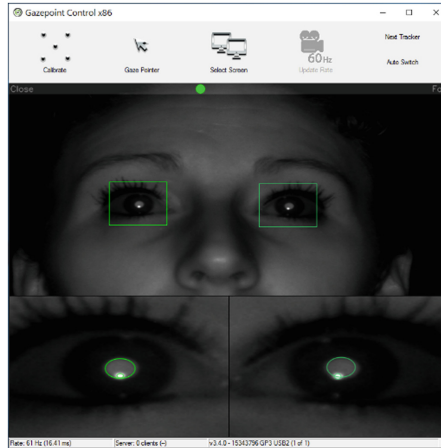 Gazepoint Control x86
Calibrate
Gaze Pointer
Select Screen
60Hz
Update Rate
Next Tracker
Auto Switch
Close
Rate: 61 Hz (16.41 ms)
Server: 0 clients (--)
v3.4.0 - 15343796 GP3 USB2 (1 of 1)